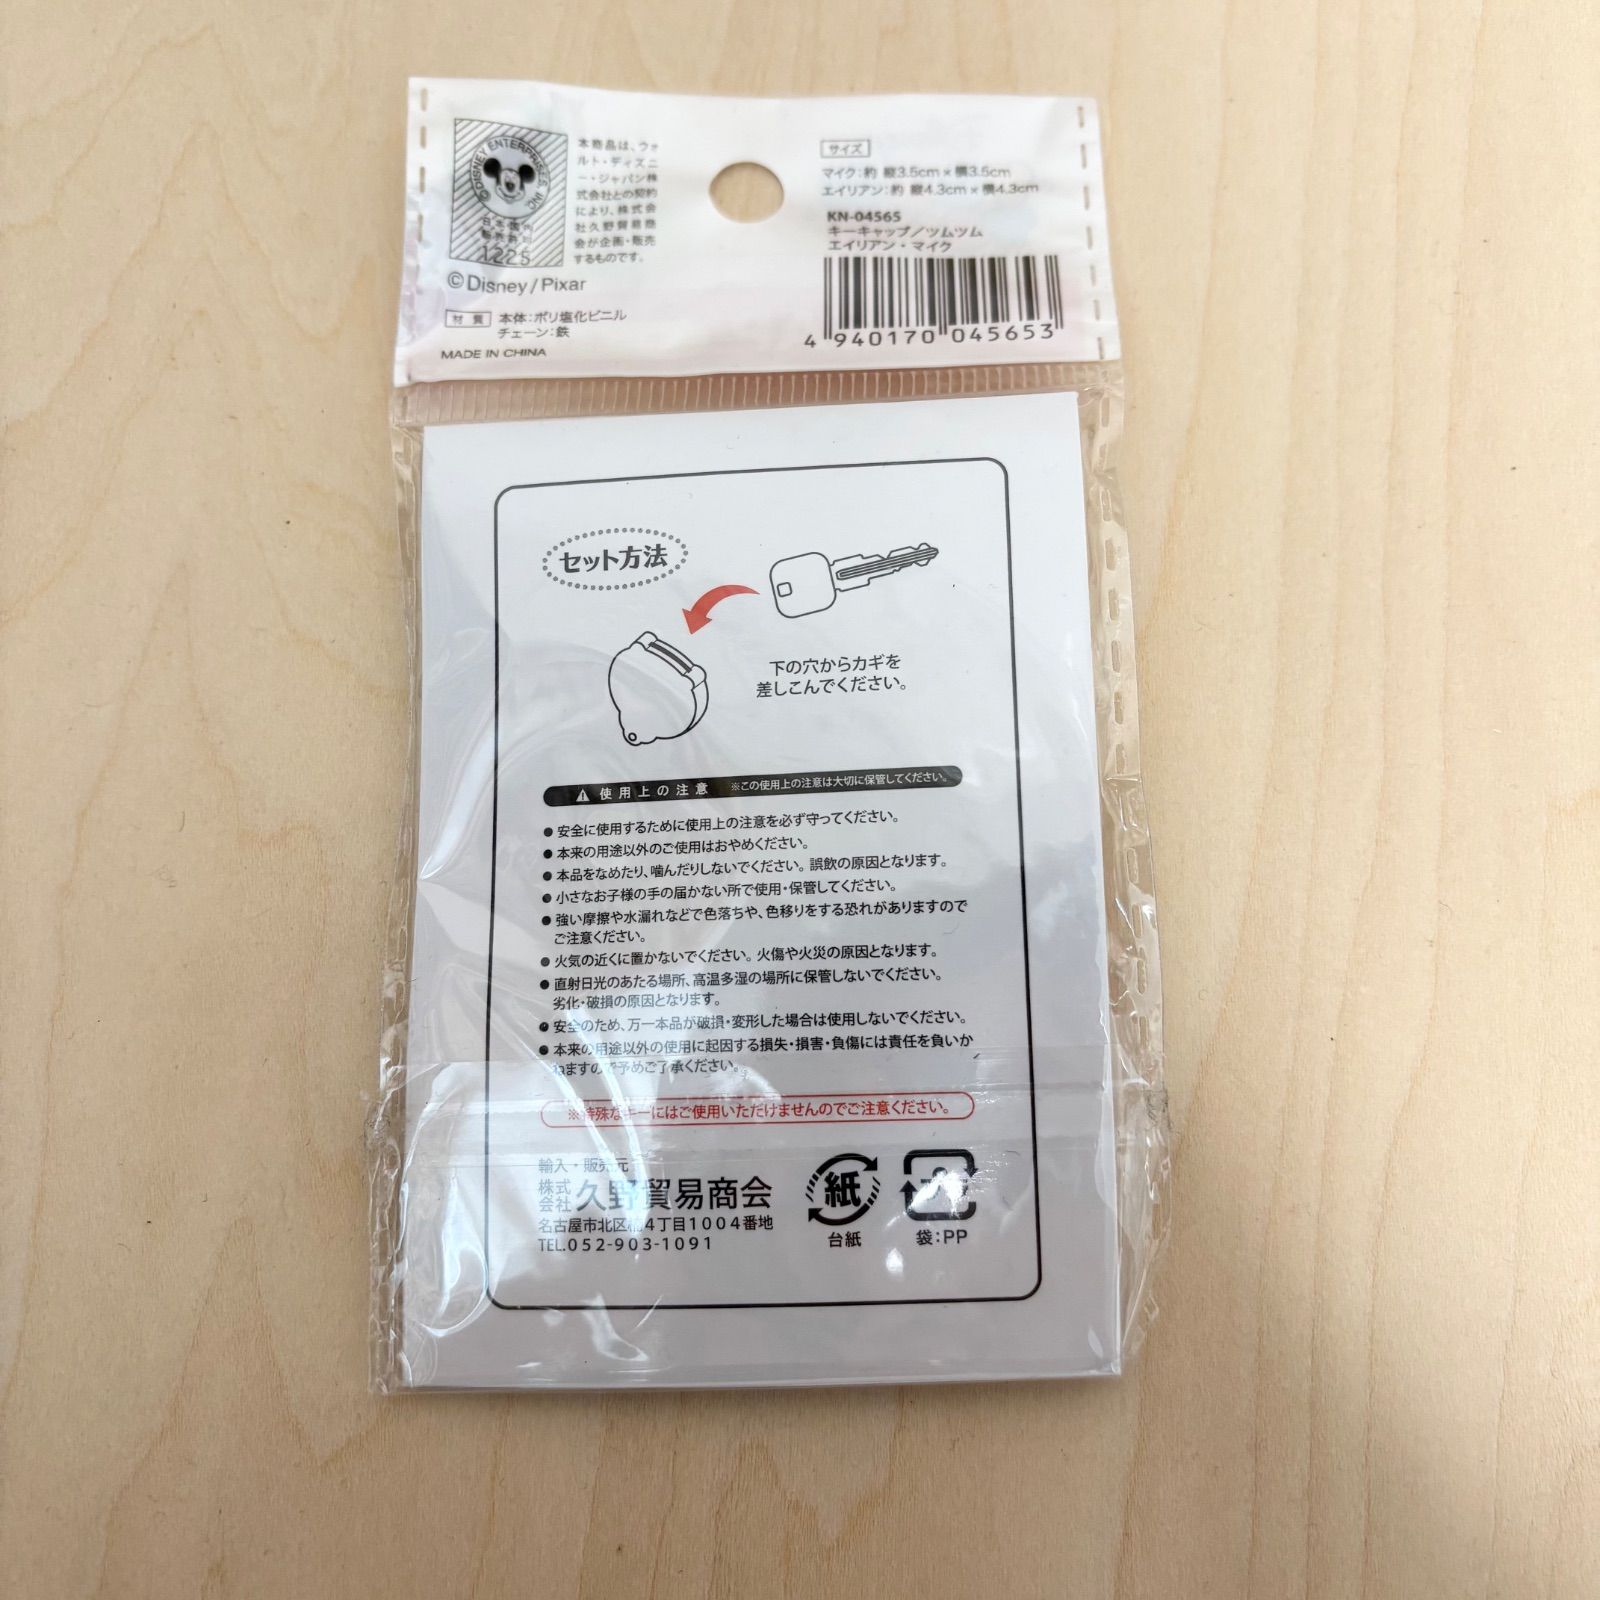 ©DISNEY ENTERPRISES, INC
日本国内
1225
本商品は、ウォ
ルト・ディズニ
ー・ジャパン株
式会社との契約
により、株式会
社久野貿易商
会が企画・販売
するものです。
©Disney/Pixar
材質 本体:ポリ塩化ビニル
チェーン:鉄
MADE IN CHINA
サイズ
マイク:約 縦3.5cm×横3.5cm
エイリアン:約 縦4.3cm×横4.3cm
KN-04565
キーキャップ/ツムツム
エイリアン・マイク
4 940170 045653
セット方法
下の穴からカギを
差しこんでください。
使用上の注意 ※この使用上の注意は大切に保管してください。
●安全に使用するために使用上の注意を必ず守ってください。
●本来の用途以外のご使用はおやめください。
●本品をなめたり、噛んだりしないでください。誤飲の原因となります。
●小さなお子様の手の届かない所で使用・保管してください。
●強い摩擦や水漏れなどで色落ちや、色移りをする恐れがありますので
ご注意ください。
●火気の近くに置かないでください。火傷や火災の原因となります。
●直射日光のあたる場所、高温多湿の場所に保管しないでください。
劣化・破損の原因となります。
●安全のため、万一本品が破損・変形した場合は使用しないでください。
●本来の用途以外の使用に起因する損失・損害・負傷には責任を負いか
ねますので予めご了承ください。
※特殊なキーにはご使用いただけませんのでご注意ください。
輸入・販売元
株式会社 久野貿易商会
名古屋市北区 4丁目1004番地
TEL.052-903-1091
紙
台紙
袋:PP